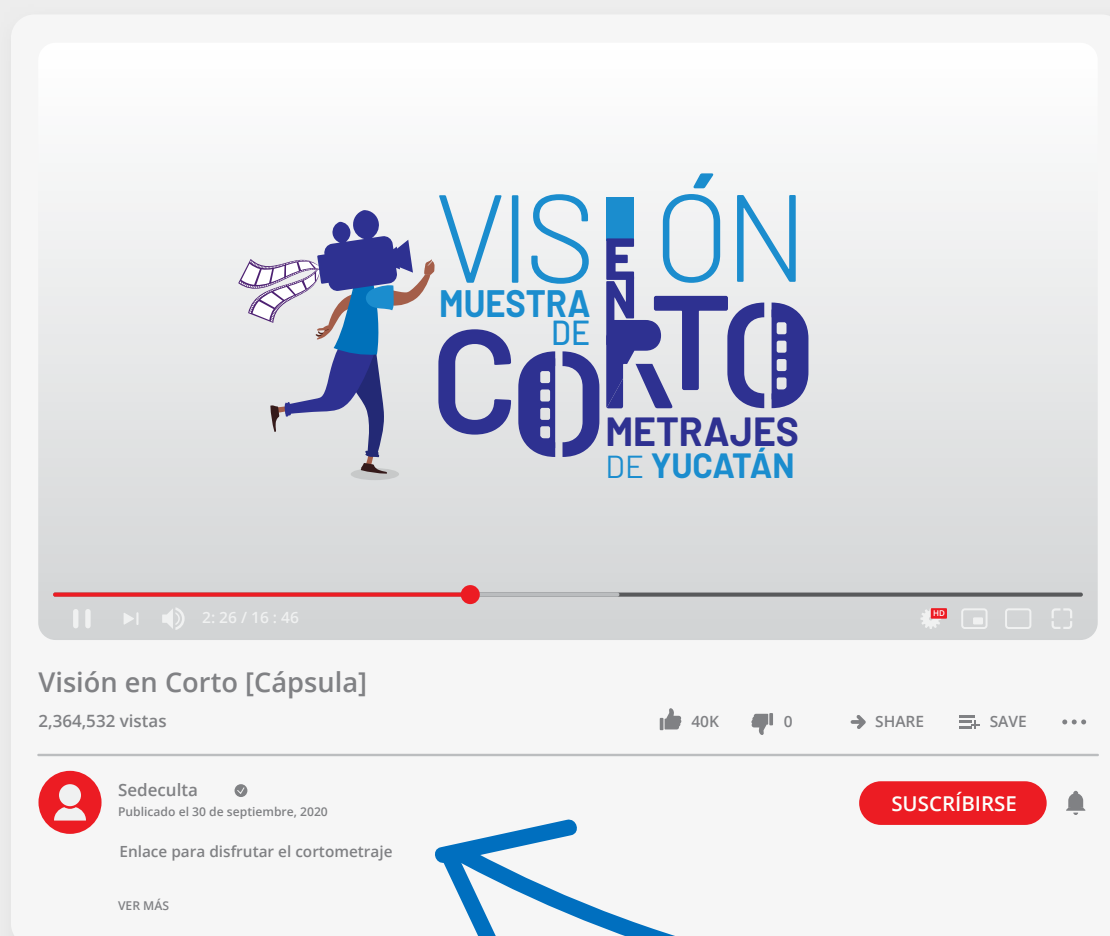 VISIÓN
EN
MUESTRA
DE
CORTO
METRAJES
DE YUCATÁN
2: 26 / 16 : 46
HD
Visión en Corto [Cápsula]
2,364,532 vistas
40K
0
SHARE
SAVE
Sedeculta
Publicado el 30 de septiembre, 2020
SUSCRÍBIRSE
Enlace para disfrutar el cortometraje
VER MÁS